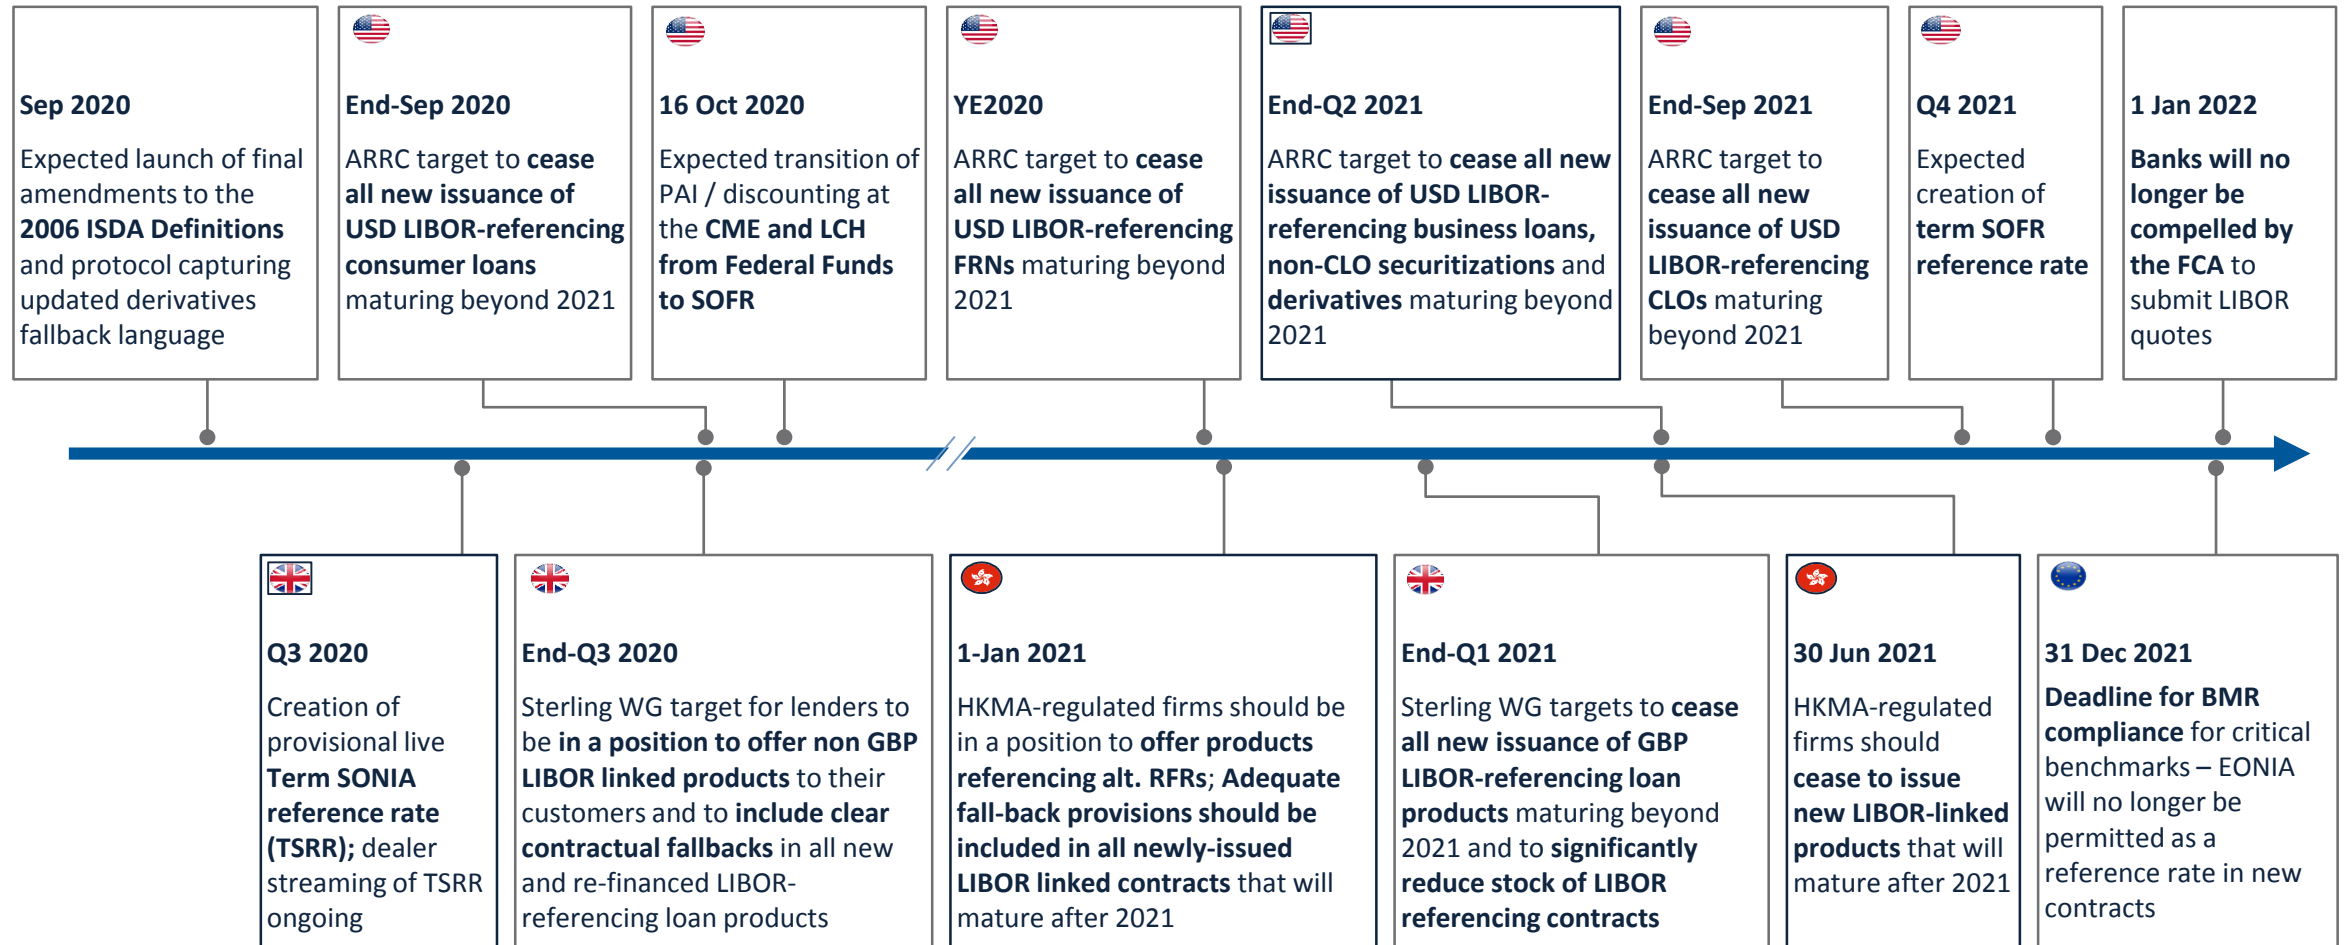 Sep 2020
Expected launch of final
amendments to the
2006 ISDA Definitions
and protocol capturing
updated derivatives
fallback language
End-Sep 2020
ARRC target to cease
all new issuance of
USD LIBOR-referencing
consumer loans
maturing beyond 2021
16 Oct 2020
Expected transition of
PAI / discounting at
the CME and LCH
from Federal Funds
to SOFR
YE2020
ARRC target to cease
all new issuance of
USD LIBOR-referencing
FRNs maturing beyond
2021
End-Q2 2021
ARRC target to cease all new
issuance of USD LIBOR-
referencing business loans,
non-CLO securitizations and
derivatives maturing beyond
2021
End-Sep 2021
ARRC target to
cease all new
issuance of USD
LIBOR-referencing
CLOs maturing
beyond 2021
Q4 2021
Expected
creation of
term SOFR
reference rate
1 Jan 2022
Banks will no
longer be
compelled by
the FCA to
submit LIBOR
quotes
Q3 2020
Creation of
provisional live
Term SONIA
reference rate
(TSRR); dealer
streaming of TSRR
ongoing
End-Q3 2020
Sterling WG target for lenders to
be in a position to offer non GBP
LIBOR linked products to their
customers and to include clear
contractual fallbacks in all new
and re-financed LIBOR-
referencing loan products
1-Jan 2021
HKMA-regulated firms should be
in a position to offer products
referencing alt. RFRs; Adequate
fall-back provisions should be
included in all newly-issued
LIBOR linked contracts that will
mature after 2021
End-Q1 2021
Sterling WG targets to cease
all new issuance of GBP
LIBOR-referencing loan
products maturing beyond
2021 and to significantly
reduce stock of LIBOR
referencing contracts
30 Jun 2021
HKMA-regulated
firms should
cease to issue
new LIBOR-linked
products that will
mature after 2021
31 Dec 2021
Deadline for BMR
compliance for critical
benchmarks – EONIA
will no longer be
permitted as a
reference rate in new
contracts